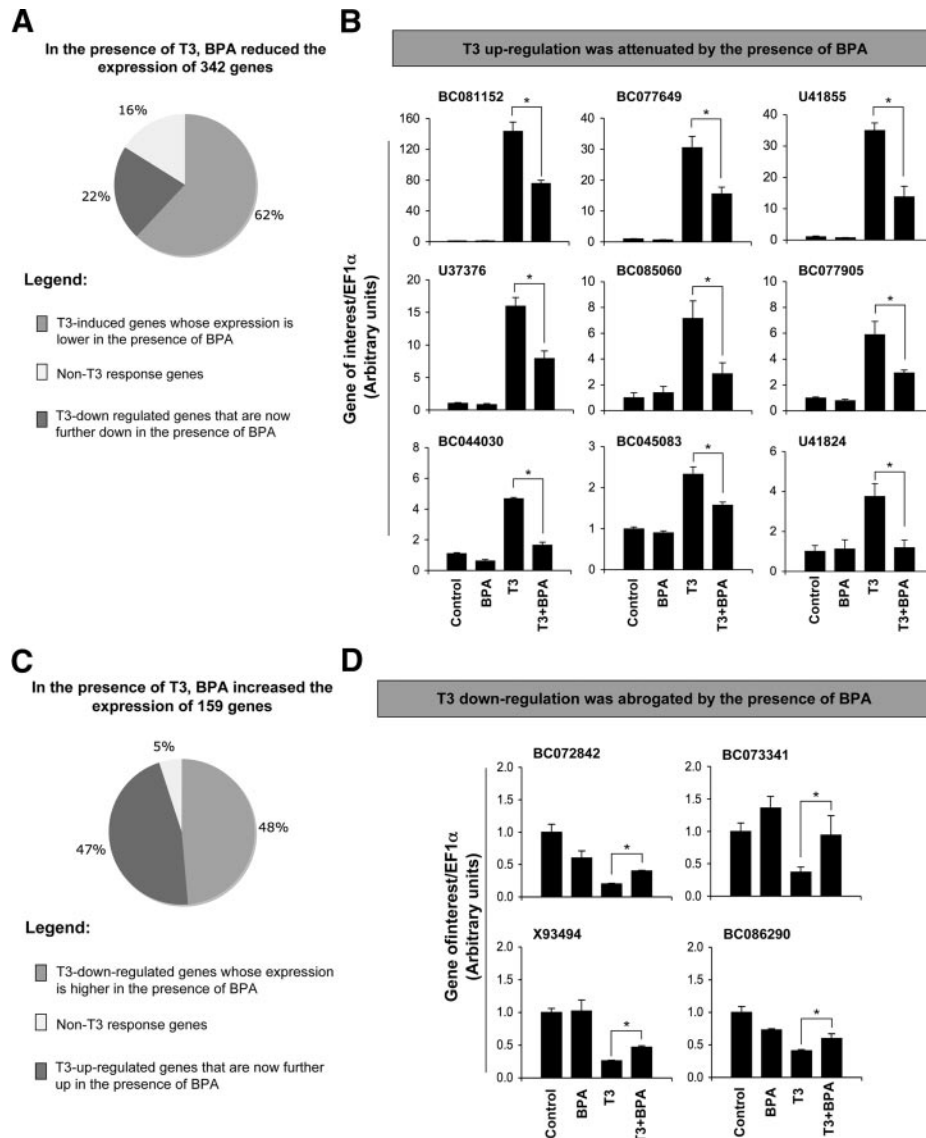 A
In the presence of T3, BPA reduced the
expression of 342 genes
16%
22%
62%
Legend:
T3-induced genes whose expression is
lower in the presence of BPA
Non-T3 response genes
T3-down regulated genes that are now
further down in the presence of BPA
B
T3 up-regulation was attenuated by the presence of BPA
Gene of interest/EF1α
(Arbitrary units)
BC081152
160
120
80
40
0
*
BC077649
40
30
20
10
0
*
U41855
40
30
20
10
0
*
U37376
20
15
10
5
0
*
BC085060
10
8
6
4
2
0
*
BC077905
10
8
6
4
2
0
*
BC044030
8
6
4
2
0
*
Control
BPA
T3
T3+BPA
BC045083
3
2
1
0
*
Control
BPA
T3
T3+BPA
U41824
6
4
2
0
*
Control
BPA
T3
T3+BPA
C
In the presence of T3, BPA increased the
expression of 159 genes
5%
47%
48%
Legend:
T3-down-regulated genes whose expression
is higher in the presence of BPA
Non-T3 response genes
T3-up-regulated genes that are now further
up in the presence of BPA
D
T3 down-regulation was abrogated by the presence of BPA
Gene ofinterest/EF1α
(Arbitrary units)
BC072842
2.0
1.5
1.0
0.5
0.0
*
BC073341
2.0
1.5
1.0
0.5
0.0
*
X93494
2.0
1.5
1.0
0.5
0.0
*
Control
BPA
T3
T3+BPA
BC086290
2.0
1.5
1.0
0.5
0.0
*
Control
BPA
T3
T3+BPA